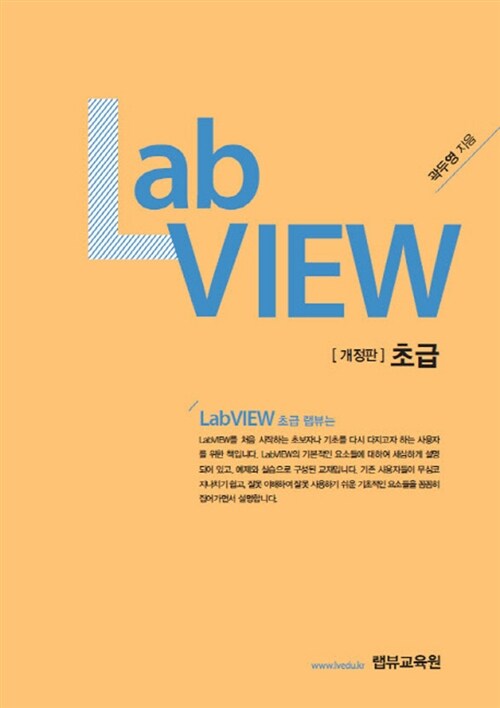 Lab
VIEW
곽두영 지음
[ 개정판 ] 초급
LabVIEW 초급 랩뷰는
LabVIEW를 처음 시작하는 초보자나 기초를 다시 다지고자 하는 사용자
를 위한 책입니다. LabVIEW의 기본적인 요소들에 대하여 세심하게 설명
되어 있고, 예제와 실습으로 구성된 교재입니다. 기존 사용자들이 무심코
지나치기 쉽고, 잘못 이해하여 잘못 사용하기 쉬운 기초적인 요소들을 꼼꼼히
짚어가면서 설명합니다.
www.lvedu.kr 랩뷰교육원